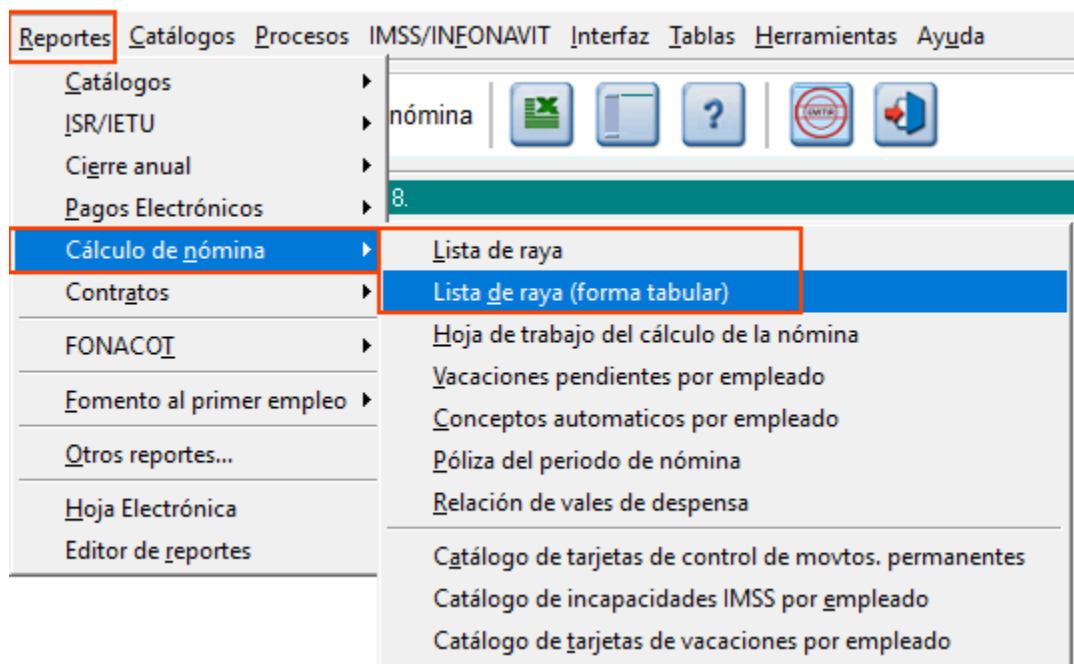 Reportes Catálogos Procesos IMSS/INFONAVIT Interfaz Tablas Herramientas Ayuda
Catálogos
ISR/IETU
Cierre anual
Pagos Electrónicos
Cálculo de nómina
Contratos
FONACOT
Fomento al primer empleo
Otros reportes...
Hoja Electrónica
Editor de reportes
nómina
?
EMITIR
8.
Lista de raya
Lista de raya (forma tabular)
Hoja de trabajo del cálculo de la nómina
Vacaciones pendientes por empleado
Conceptos automaticos por empleado
Póliza del periodo de nómina
Relación de vales de despensa
Catálogo de tarjetas de control de movtos. permanentes
Catálogo de incapacidades IMSS por empleado
Catálogo de tarjetas de vacaciones por empleado